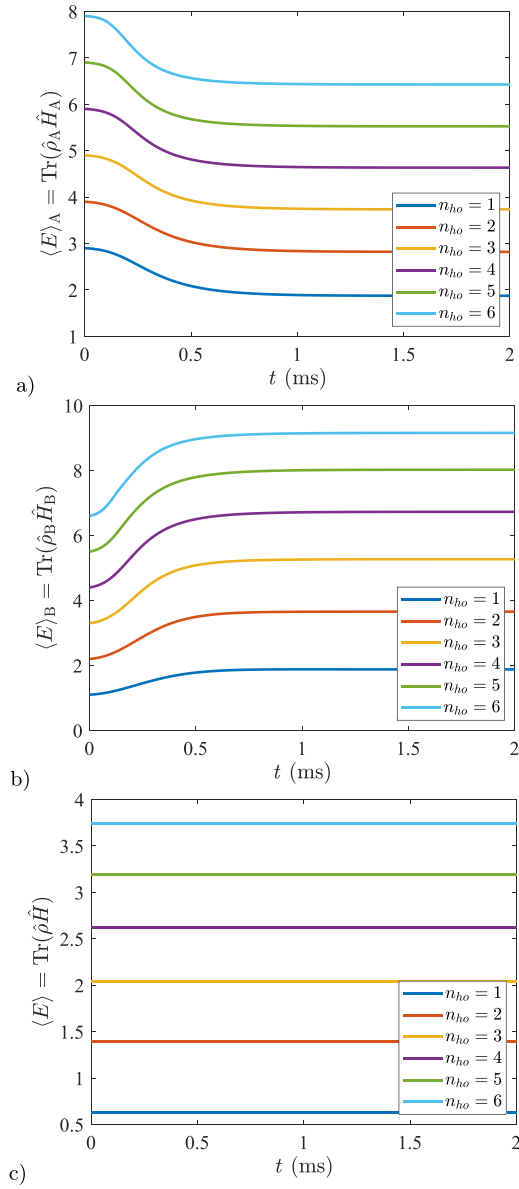 8
7
6
5
4
3
2
1
⟨E⟩_A = Tr(ρ̂_A Ĥ_A)
n_ho = 1
n_ho = 2
n_ho = 3
n_ho = 4
n_ho = 5
n_ho = 6
0 0.5 1 1.5 2
t (ms)
a)
10
8
6
4
2
0
⟨E⟩_B = Tr(ρ̂_B Ĥ_B)
n_ho = 1
n_ho = 2
n_ho = 3
n_ho = 4
n_ho = 5
n_ho = 6
0 0.5 1 1.5 2
t (ms)
b)
4
3.5
3
2.5
2
1.5
1
0.5
⟨E⟩ = Tr(ρ̂Ĥ)
n_ho = 1
n_ho = 2
n_ho = 3
n_ho = 4
n_ho = 5
n_ho = 6
0 0.5 1 1.5 2
t (ms)
c)